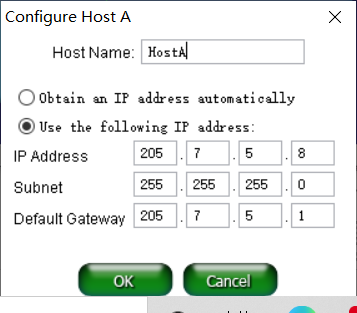 Configure Host A
Host Name: HostA
Obtain an IP address automatically
Use the following IP address:
IP Address 205 . 7 . 5 . 8
Subnet 255 . 255 . 255 . 0
Default Gateway 205 . 7 . 5 . 1
OK Cancel